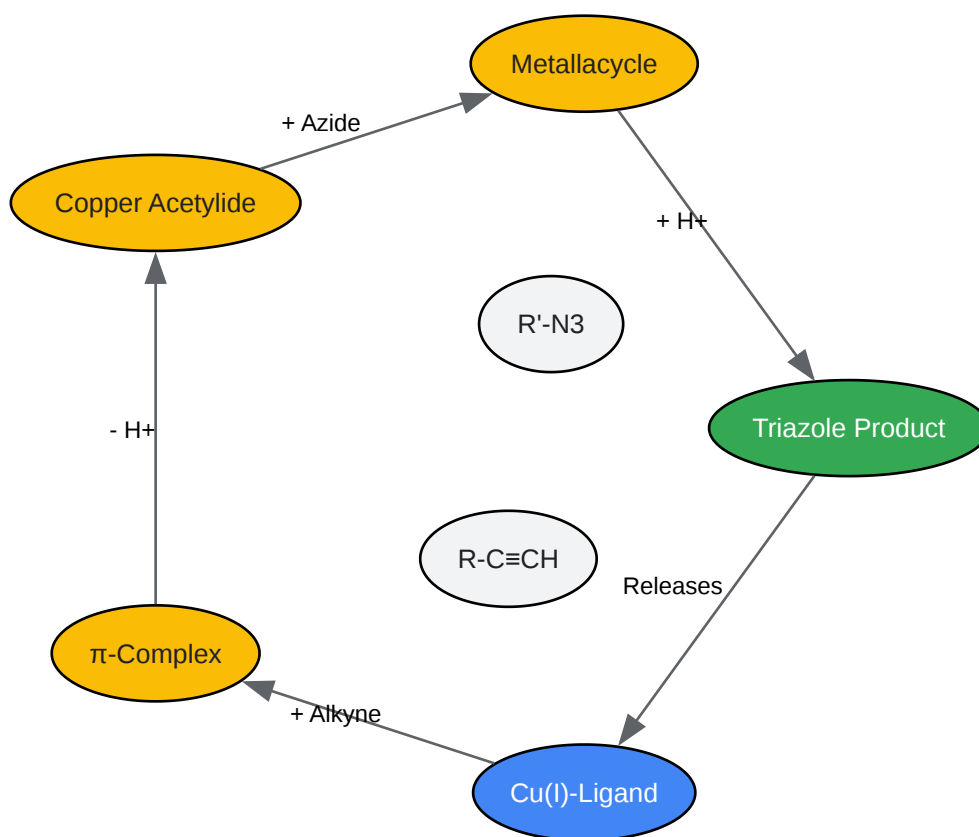 Metallacycle
+ Azide
Copper Acetylide
+ H+
R'-N3
Triazole Product
- H+
R-C≡CH
Releases
π-Complex
+ Alkyne
Cu(I)-Ligand